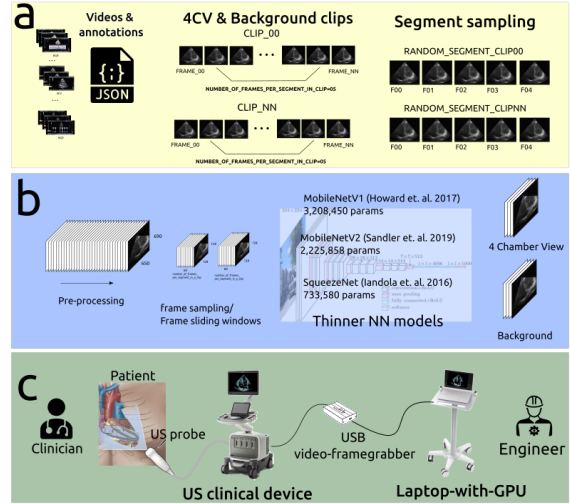 a
Videos &
annotations
{;}
JSON
4CV & Background clips
CLIP_00
FRAME_00
FRAME_NN
NUMBER_OF_FRAMES_PER_SEGMENT_IN_CLIP=05
CLIP_NN
FRAME_00
FRAME_NN
NUMBER_OF_FRAMES_PER_SEGMENT_IN_CLIP=05
Segment sampling
RANDOM_SEGMENT_CLIP00
F00 F01 F02 F03 F04
RANDOM_SEGMENT_CLIPNN
F00 F01 F02 F03 F04
b
690
650
Pre-processing
frame sampling/
Frame sliding windows
MobileNetV1 (Howard et. al. 2017)
3,208,450 params
MobileNetV2 (Sandler et. al. 2019)
2,225,858 params
SqueezeNet (Iandola et. al. 2016)
733,580 params
Thinner NN models
4 Chamber View
Background
c
Clinician
Patient
US probe
US clinical device
USB
video-framegrabber
Laptop-with-GPU
Engineer